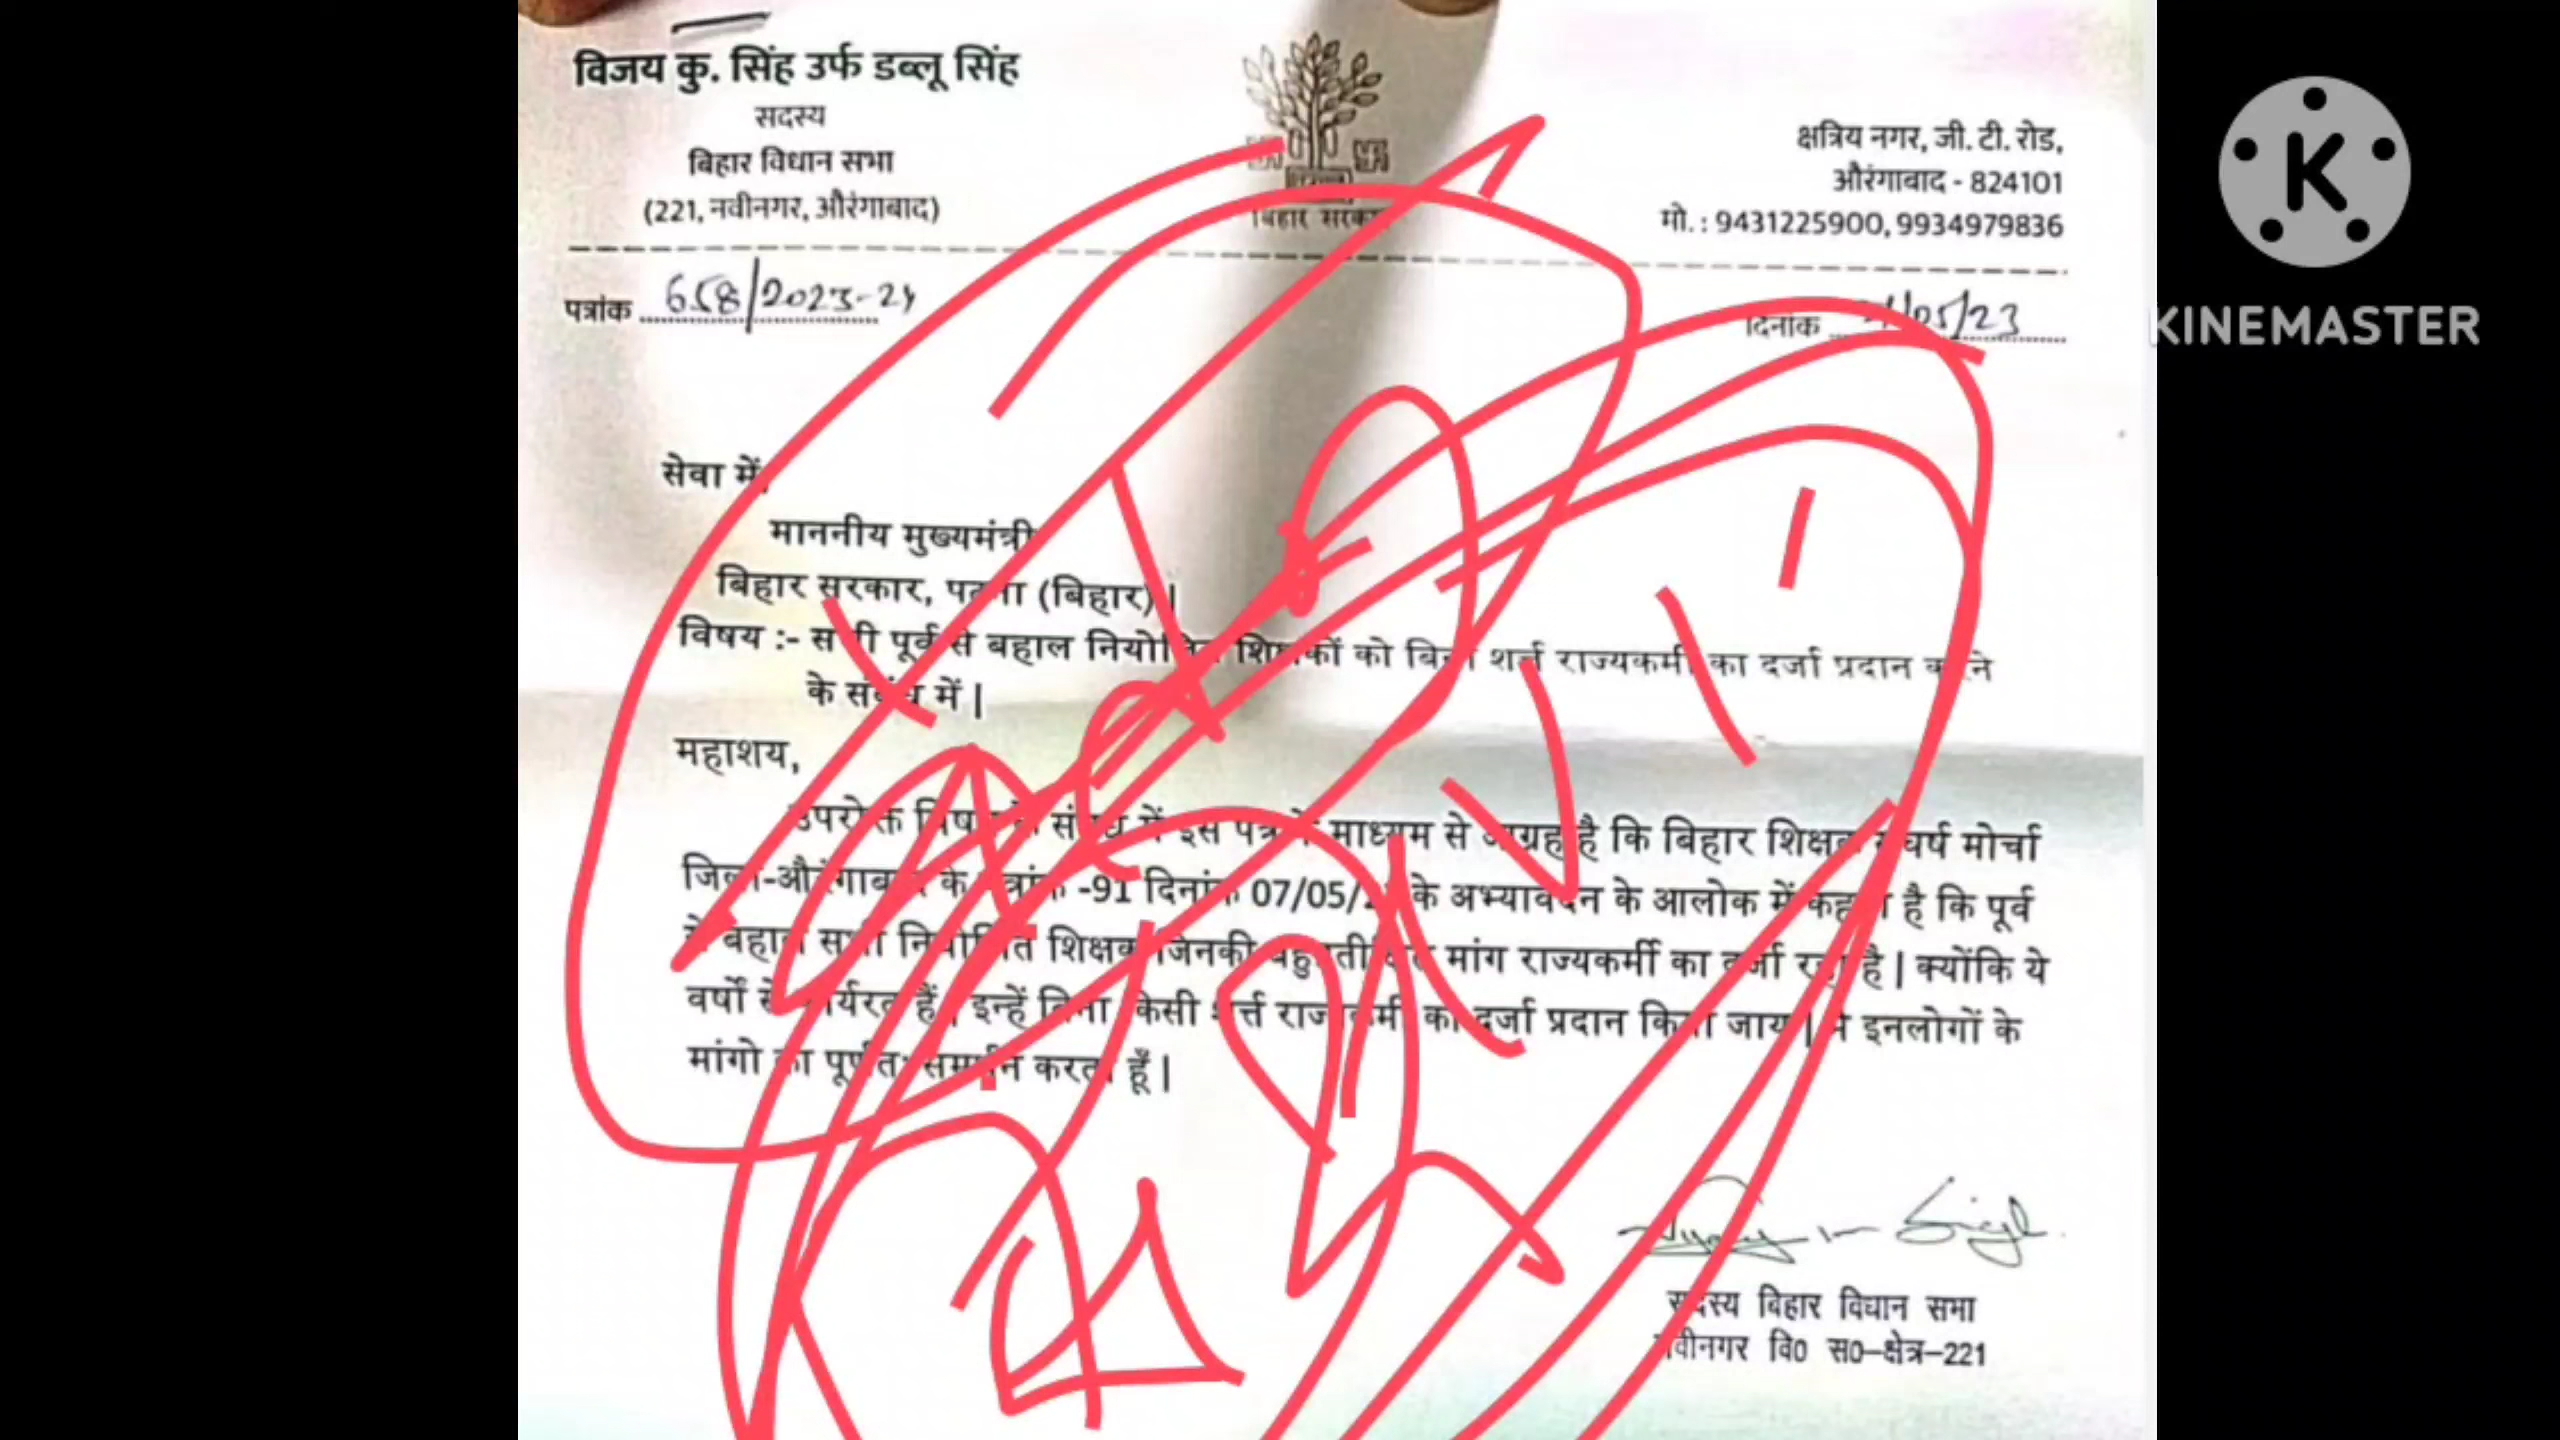 विजय कु. सिंह उर्फ डब्लू सिंह
सदस्य
बिहार विधान सभा
(221, नवीनगर, औरंगाबाद)
बिहार सरकार
क्षत्रिय नगर, जी. टी. रोड,
औरंगाबाद - 824101
मो. : 9431225900, 9934979836
पत्रांक 658/2023-24
दिनांक /05/23
सेवा में,
माननीय मुख्यमंत्री
बिहार सरकार, पटना (बिहार) |
विषय :- सभी पूर्व से बहाल नियोजित शिक्षकों को बिना शर्त्त राज्यकर्मी का दर्जा प्रदान करने
के संबंध में |
महाशय,
उपरोक्त विषय के संबंध में इस पत्र के माध्यम से आग्रह है कि बिहार शिक्षक संघर्ष मोर्चा
जिला-औरंगाबाद के पत्रांक -91 दिनांक 07/05/ के अभ्यावेदन के आलोक में कहना है कि पूर्व
से बहाल सभी नियोजित शिक्षक जिनकी बहुप्रतीक्षित मांग राज्यकर्मी का दर्जा रहा है | क्योंकि ये
वर्षों से कार्यरत हैं, इन्हें बिना किसी शर्त्त राज्यकर्मी का दर्जा प्रदान किया जाय | मैं इनलोगों के
मांगो का पूर्णतः समर्थन करता हूँ |
सदस्य बिहार विधान सभा
नवीनगर वि0 स0-क्षेत्र-221
K
KINEMASTER